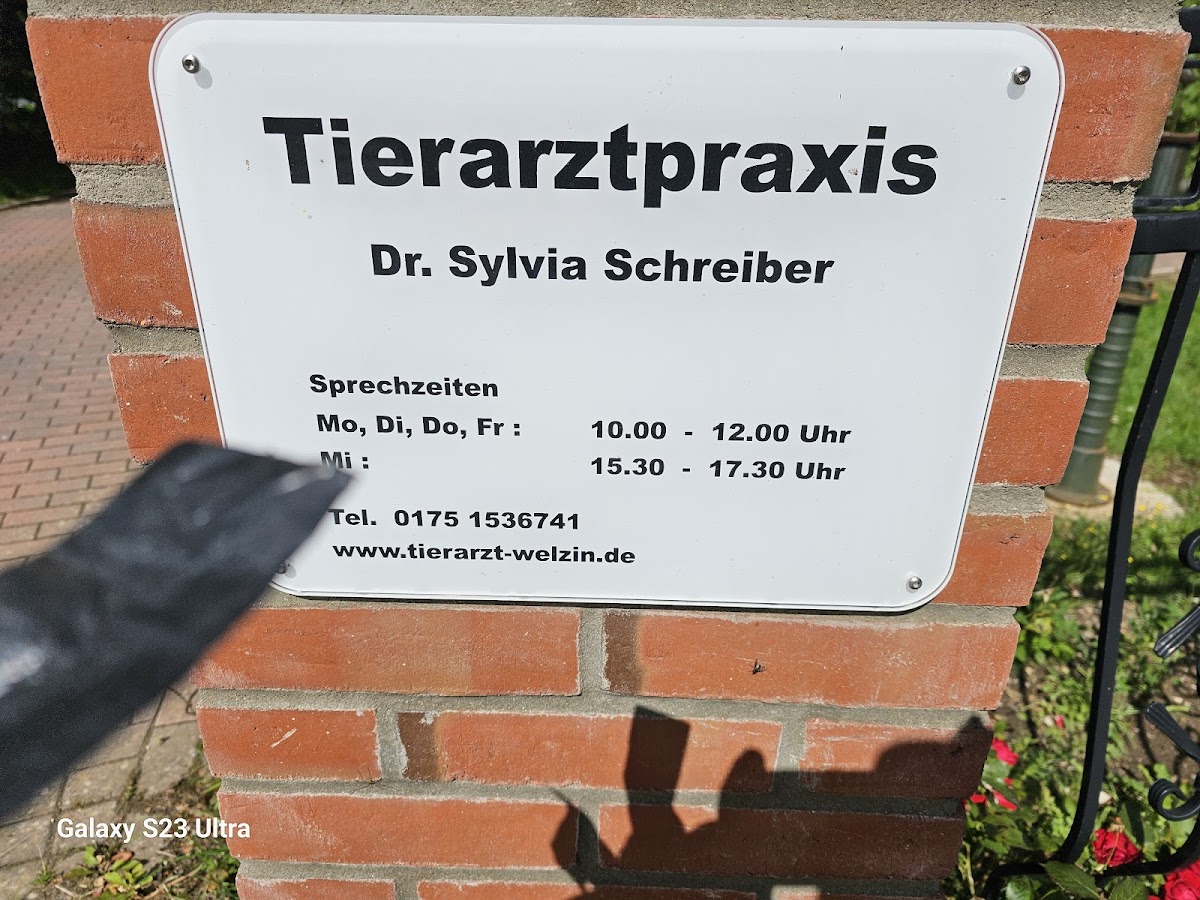 Tierarztpraxis
Dr. Sylvia Schreiber
Sprechzeiten
Mo, Di, Do, Fr : 10.00 - 12.00 Uhr
Mi : 15.30 - 17.30 Uhr
Tel. 0175 1536741
www.tierarzt-welzin.de
Galaxy S23 Ultra